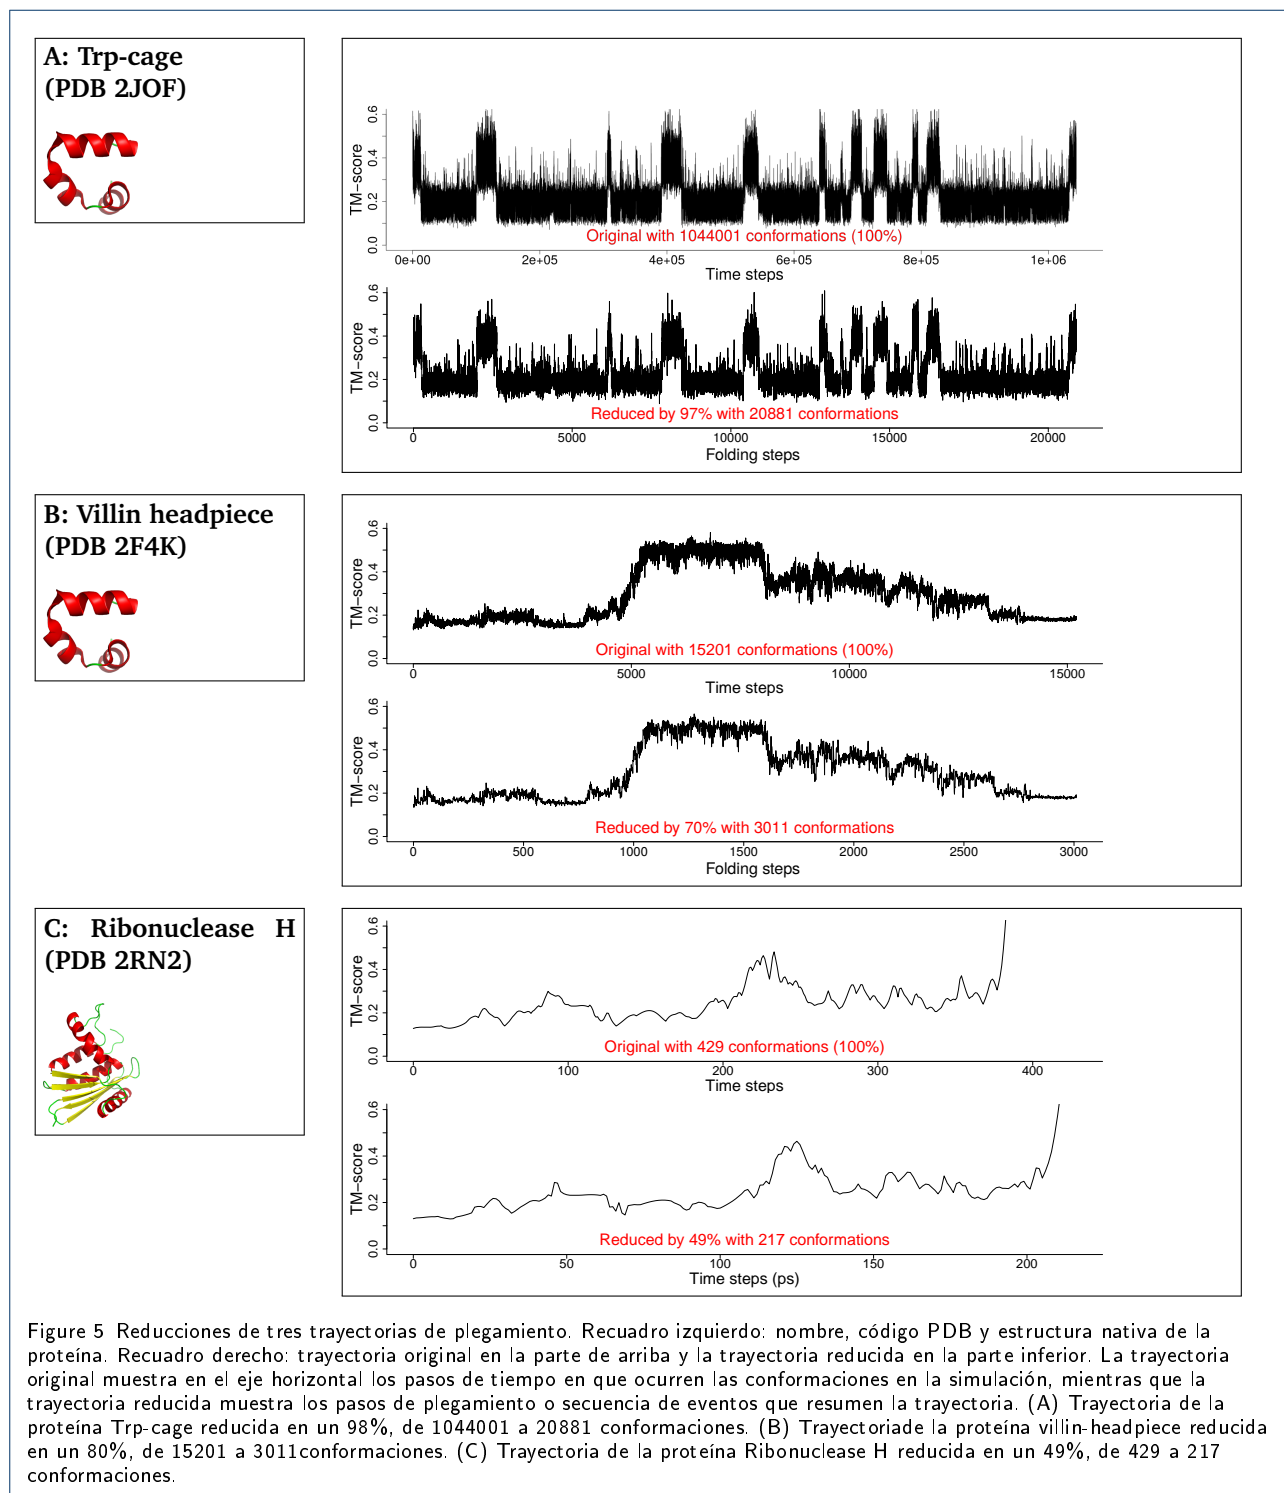 A: Trp-cage
(PDB 2JOF)
TM−score
0.0
0.2
0.4
0.6
Original with 1044001 conformations (100%)
0e+00 2e+05 4e+05 6e+05 8e+05 1e+06
Time steps
TM−score
0.0
0.2
0.4
0.6
Reduced by 97% with 20881 conformations
0 5000 10000 15000 20000
Folding steps
B: Villin headpiece
(PDB 2F4K)
TM−score
0.0
0.2
0.4
0.6
Original with 15201 conformations (100%)
0 5000 10000 15000
Time steps
TM−score
0.0
0.2
0.4
0.6
Reduced by 70% with 3011 conformations
0 500 1000 1500 2000 2500 3000
Folding steps
C: Ribonuclease H
(PDB 2RN2)
TM−score
0.0
0.2
0.4
0.6
Original with 429 conformations (100%)
0 100 200 300 400
Time steps
TM−score
0.0
0.2
0.4
0.6
Reduced by 49% with 217 conformations
0 50 100 150 200
Time steps (ps)
Figure 5 Reducciones de tres trayectorias de plegamiento. Recuadro izquierdo: nombre, código PDB y estructura nativa de la
proteína. Recuadro derecho: trayectoria original en la parte de arriba y la trayectoria reducida en la parte inferior. La trayectoria
original muestra en el eje horizontal los pasos de tiempo en que ocurren las conformaciones en la simulación, mientras que la
trayectoria reducida muestra los pasos de plegamiento o secuencia de eventos que resumen la trayectoria. (A) Trayectoria de la
proteína Trp-cage reducida en un 98%, de 1044001 a 20881 conformaciones. (B) Trayectoriade la proteína villin-headpiece reducida
en un 80%, de 15201 a 3011conformaciones. (C) Trayectoria de la proteína Ribonuclease H reducida en un 49%, de 429 a 217
conformaciones.